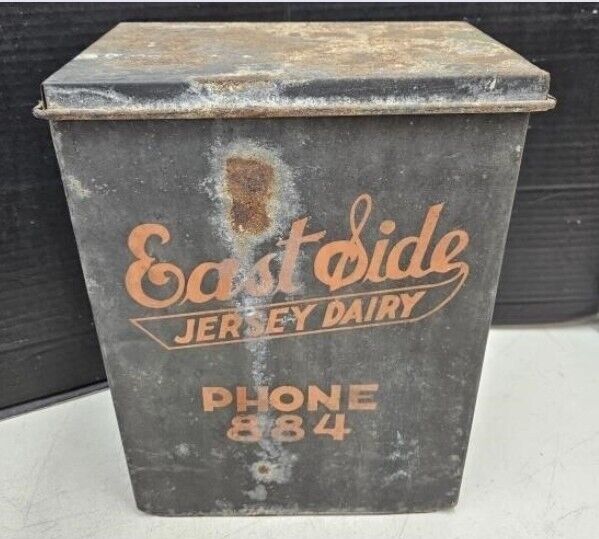 East Side
JERSEY DAIRY
PHONE
884